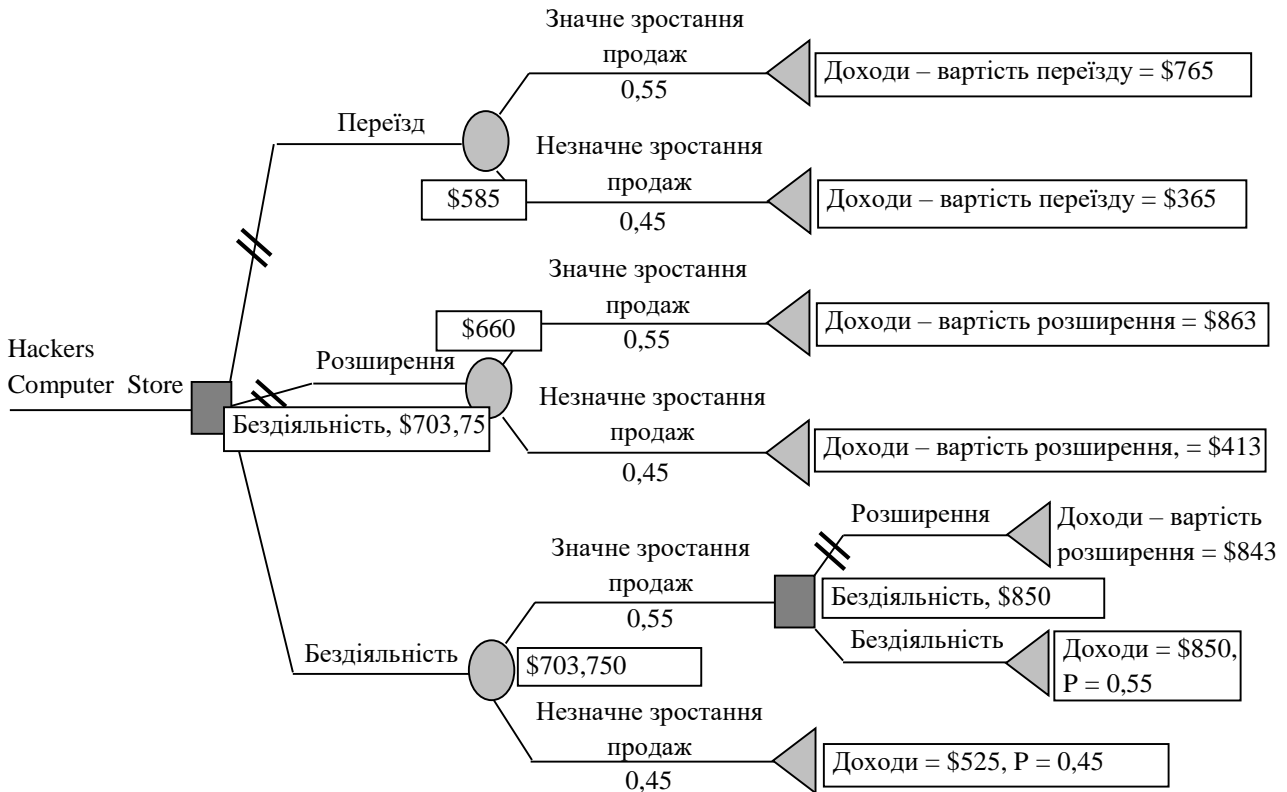 Значне зростання
продаж
0,55
Доходи – вартість переїзду = $765
Переїзд
Незначне зростання
продаж
0,45
$585
Доходи – вартість переїзду = $365
Значне зростання
продаж
0,55
$660
Доходи – вартість розширення = $863
Hackers
Computer Store
Розширення
Бездіяльність, $703,75
Незначне зростання
продаж
0,45
Доходи – вартість розширення, = $413
Розширення
Доходи – вартість
розширення = $843
Значне зростання
продаж
0,55
Бездіяльність, $850
Бездіяльність
Доходи = $850,
P = 0,55
Бездіяльність
$703,750
Незначне зростання
продаж
0,45
Доходи = $525, P = 0,45